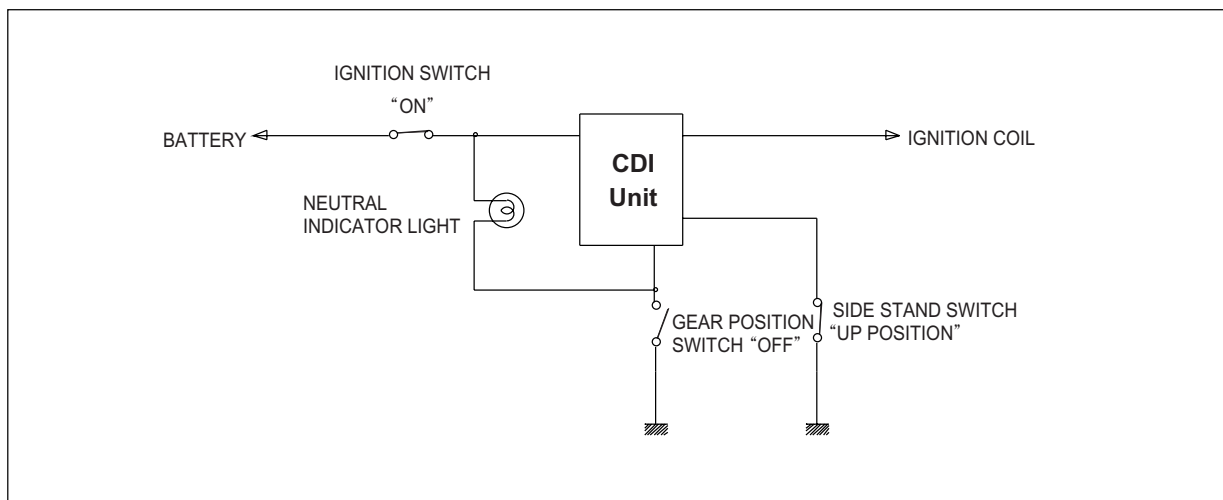 IGNITION SWITCH
“ON”
BATTERY
IGNITION COIL
CDI
Unit
NEUTRAL
INDICATOR LIGHT
GEAR POSITION
SWITCH “OFF”
SIDE STAND SWITCH
“UP POSITION”